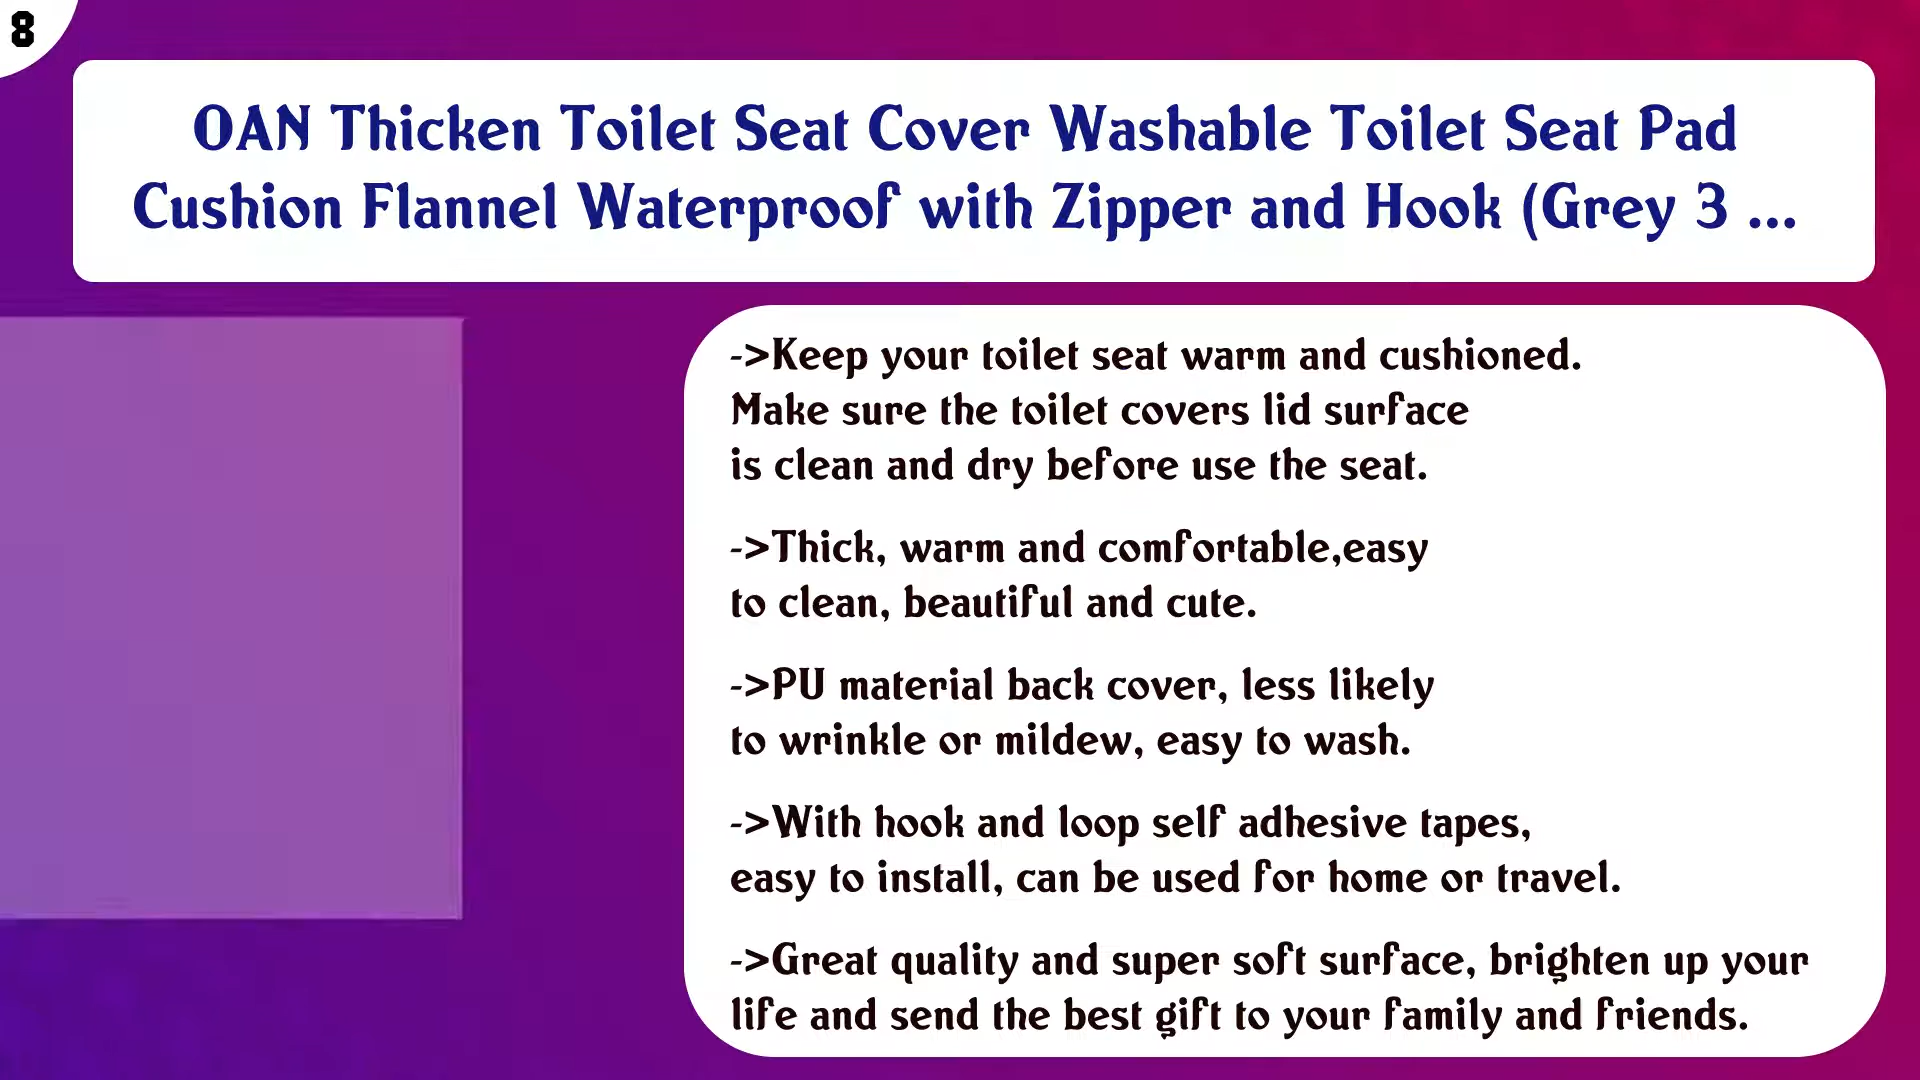 8
OAN Thicken Toilet Seat Cover Washable Toilet Seat Pad
Cushion Flannel Waterproof with Zipper and Hook (Grey 3 ...
->Keep your toilet seat warm and cushioned.
Make sure the toilet covers lid surface
is clean and dry before use the seat.
->Thick, warm and comfortable,easy
to clean, beautiful and cute.
->PU material back cover, less likely
to wrinkle or mildew, easy to wash.
->With hook and loop self adhesive tapes,
easy to install, can be used for home or travel.
->Great quality and super soft surface, brighten up your
life and send the best gift to your family and friends.